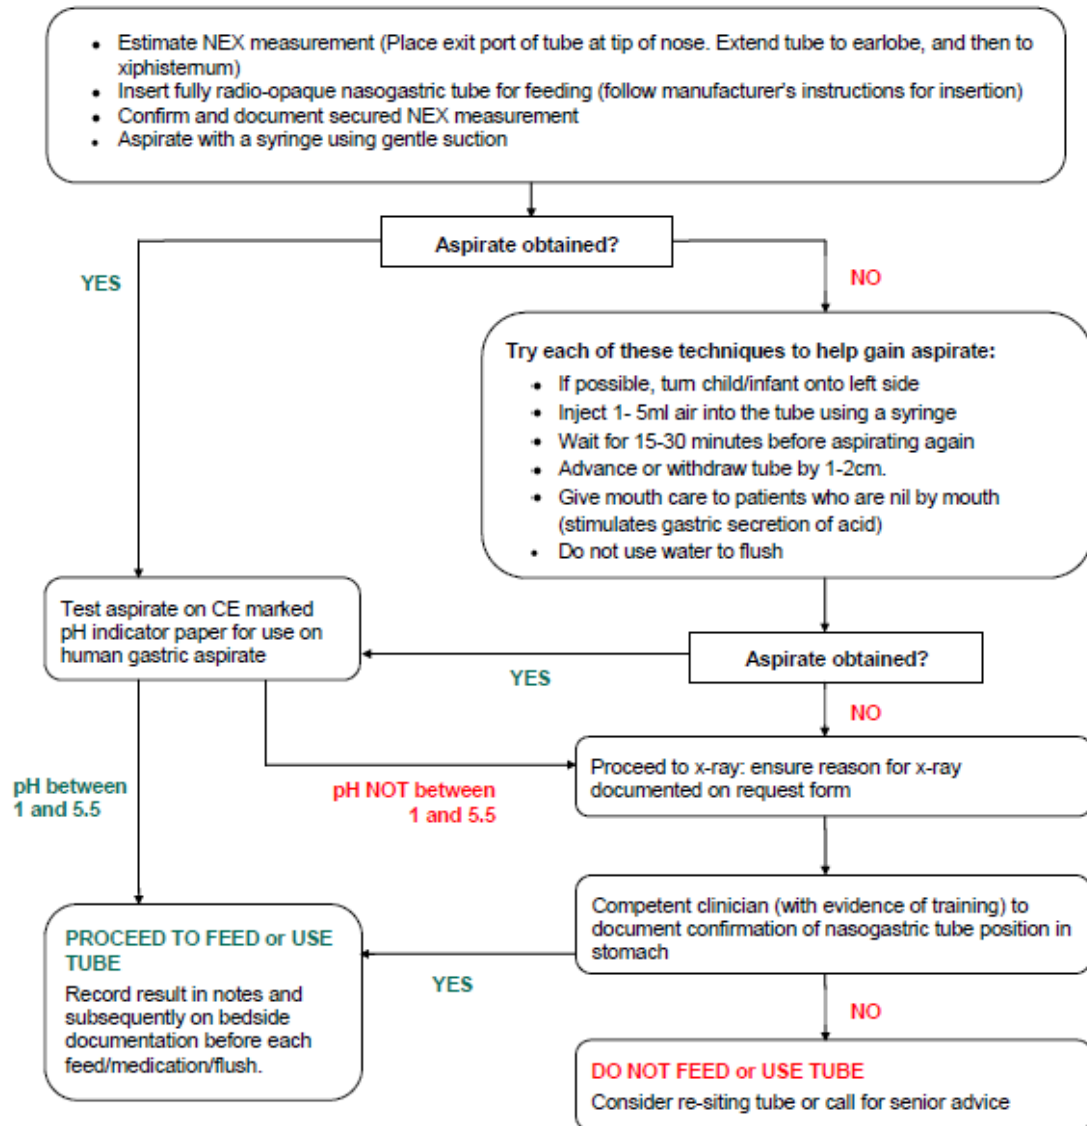 • Estimate NEX measurement (Place exit port of tube at tip of nose. Extend tube to earlobe, and then to
xiphisternum)
• Insert fully radio-opaque nasogastric tube for feeding (follow manufacturer's instructions for insertion)
• Confirm and document secured NEX measurement
• Aspirate with a syringe using gentle suction
Aspirate obtained?
YES
NO
Try each of these techniques to help gain aspirate:
• If possible, turn child/infant onto left side
• Inject 1- 5ml air into the tube using a syringe
• Wait for 15-30 minutes before aspirating again
• Advance or withdraw tube by 1-2cm.
• Give mouth care to patients who are nil by mouth
(stimulates gastric secretion of acid)
• Do not use water to flush
Test aspirate on CE marked
pH indicator paper for use on
human gastric aspirate
YES
Aspirate obtained?
NO
pH between
1 and 5.5
pH NOT between
1 and 5.5
Proceed to x-ray: ensure reason for x-ray
documented on request form
Competent clinician (with evidence of training) to
document confirmation of nasogastric tube position in
stomach
YES
NO
PROCEED TO FEED or USE
TUBE
Record result in notes and
subsequently on bedside
documentation before each
feed/medication/flush.
DO NOT FEED or USE TUBE
Consider re-siting tube or call for senior advice